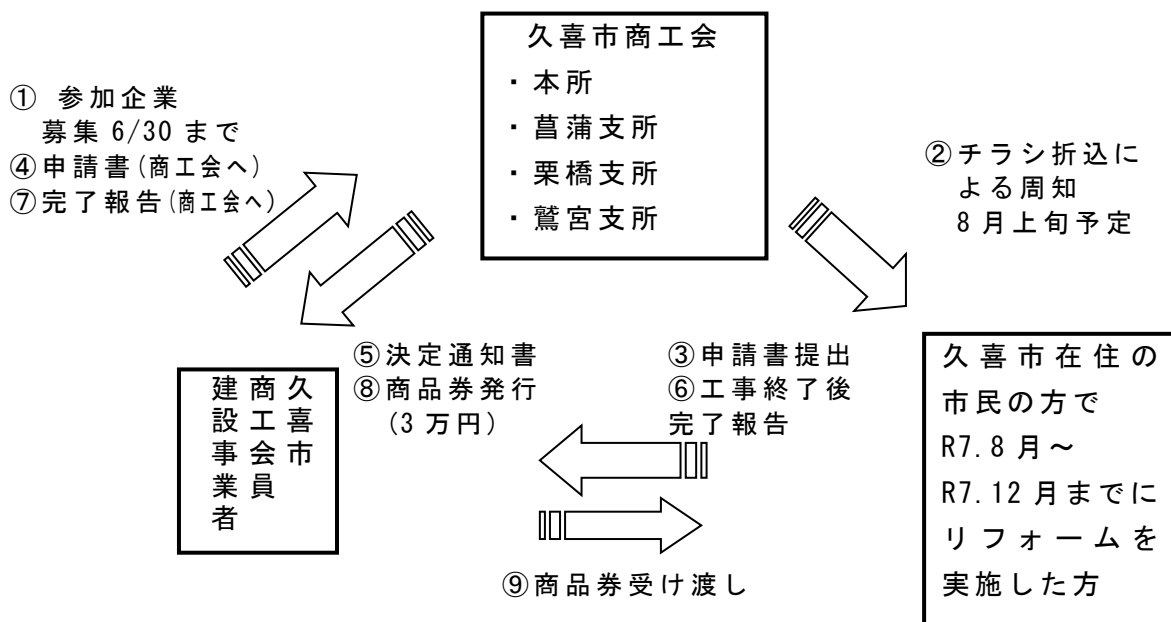 久喜市商工会
・本所
・菖蒲支所
・栗橋支所
・鷲宮支所
① 参加企業
募集 6/30 まで
④申請書(商工会へ)
⑦完了報告(商工会へ)
②チラシ折込に
よる周知
8月上旬予定
⑤決定通知書
⑧商品券発行
(3万円)
③申請書提出
⑥工事終了後
完了報告
久喜市
商工会員
建設事業者
久喜市在住の
市民の方で
R7.8月～
R7.12月までに
リフォームを
実施した方
⑨商品券受け渡し